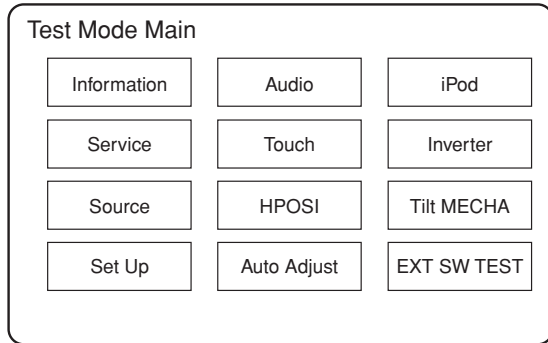 Test Mode Main
Information Audio iPod
Service Touch Inverter
Source HPOSI Tilt MECHA
Set Up Auto Adjust EXT SW TEST